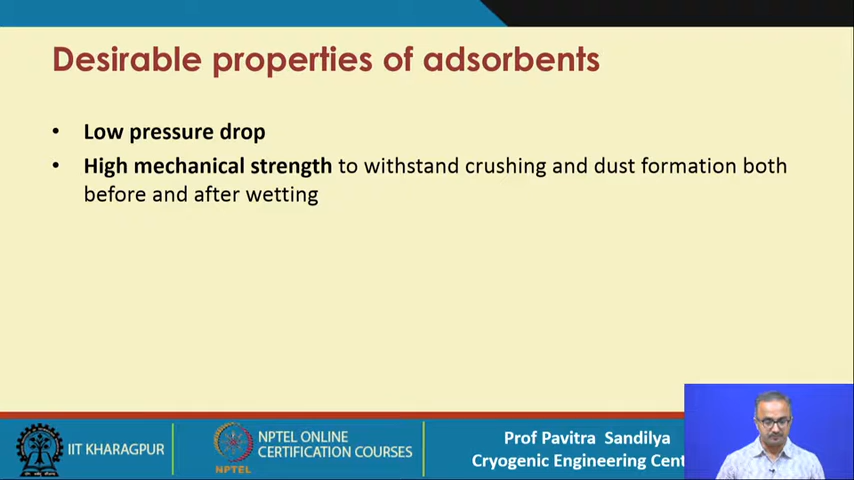 Desirable properties of adsorbents
• Low pressure drop
• High mechanical strength to withstand crushing and dust formation both
before and after wetting
IIT KHARAGPUR
NPTEL
NPTEL ONLINE
CERTIFICATION COURSES
Prof Pavitra Sandilya
Cryogenic Engineering Cent